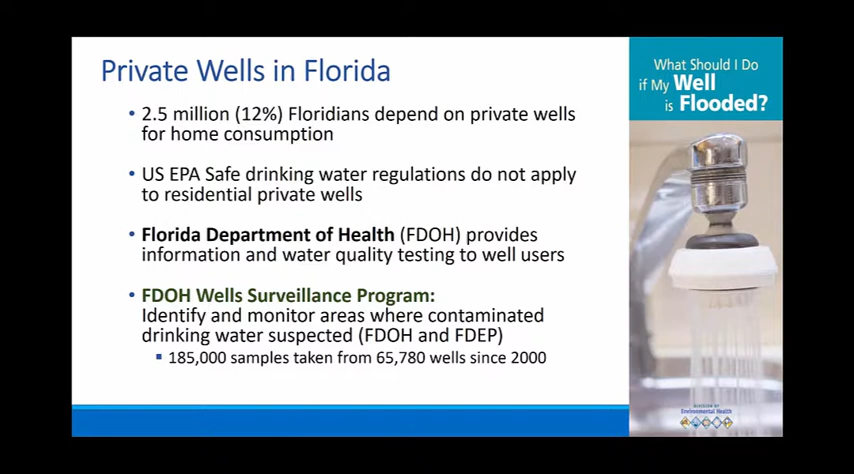 Private Wells in Florida
• 2.5 million (12%) Floridians depend on private wells
for home consumption
• US EPA Safe drinking water regulations do not apply
to residential private wells
• Florida Department of Health (FDOH) provides
information and water quality testing to well users
• FDOH Wells Surveillance Program:
Identify and monitor areas where contaminated
drinking water suspected (FDOH and FDEP)
▪ 185,000 samples taken from 65,780 wells since 2000
What Should I Do
if My Well
is Flooded?
DIVISION OF
Environmental Health